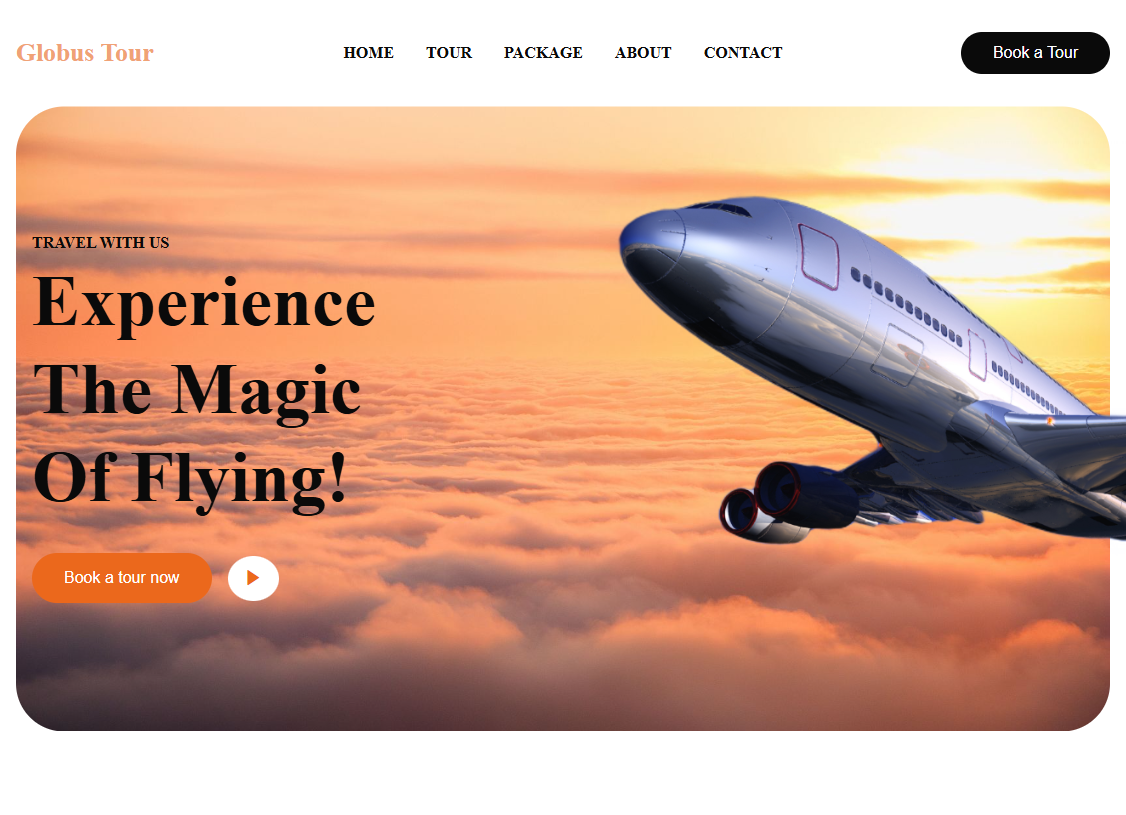 Globus Tour
HOME TOUR PACKAGE ABOUT CONTACT
Book a Tour
TRAVEL WITH US
Experience
The Magic
Of Flying!
Book a tour now